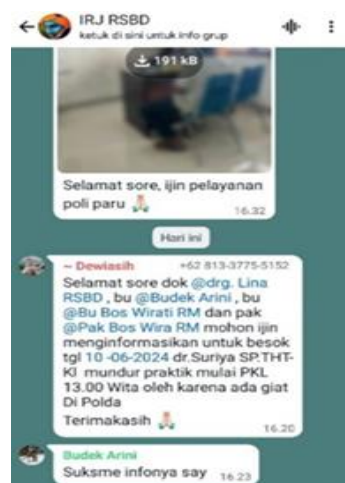 IRJ RSBD
ketuk di sini untuk info grup
191 kB
Selamat sore, ijin pelayanan
poli paru 🙏🏻
16.32
Hari ini
~ Dewiasih +62 813-3775-5152
Selamat sore dok @drg. Lina
RSBD , bu @Budek Arini , bu
@Bu Bos Wirati RM dan pak
@Pak Bos Wira RM mohon ijin
menginformasikan untuk besok
tgl 10 -06-2024 dr.Suriya SP.THT-
Kl mundur praktik mulai PKL
13.00 Wita oleh karena ada giat
Di Polda
Terimakasih 🙏🏻
16.20
Budek Arini
Suksme infonya say 16.23